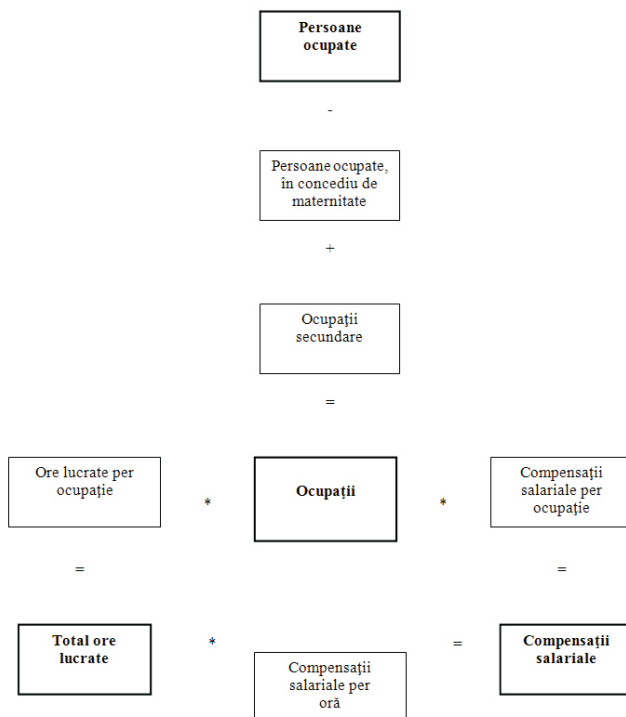 Persoane
ocupate
-
Persoane ocupate,
în concediu de
maternitate
+
Ocupaţii
secundare
=
Ore lucrate per
ocupaţie
*
Ocupaţii
*
Compensaţii
salariale per
ocupaţie
=
=
Total ore
lucrate
*
Compensaţii
salariale per
oră
=
Compensaţii
salariale